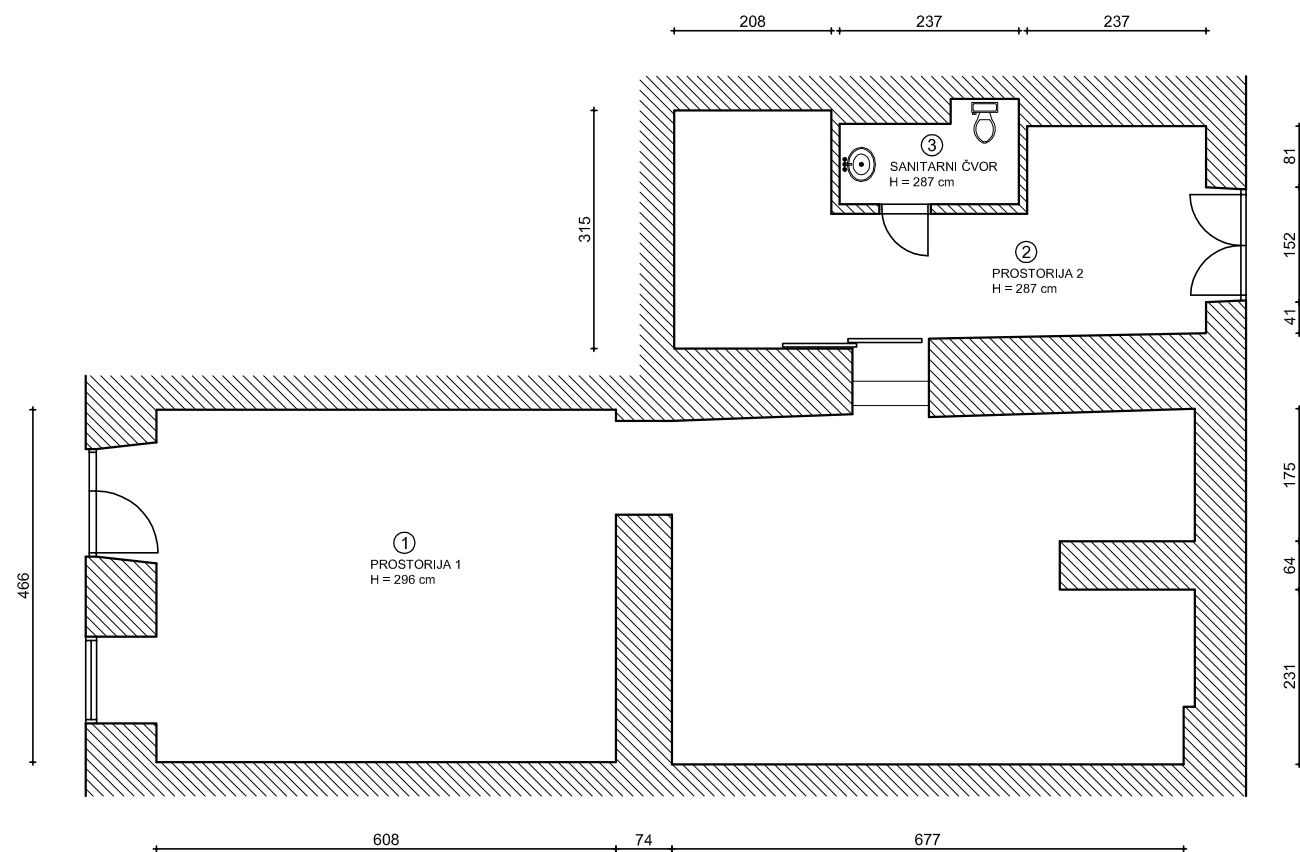 208
237
237
3
SANITARNI ČVOR
H = 287 cm
81
315
2
PROSTORIJA 2
H = 287 cm
152
41
1
PROSTORIJA 1
H = 296 cm
466
175
64
231
608
74
677